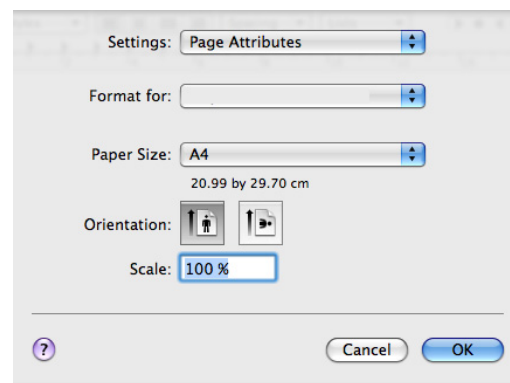 Settings: Page Attributes
Format for:
Paper Size: A4
20.99 by 29.70 cm
Orientation:
Scale: 100 %
? Cancel OK